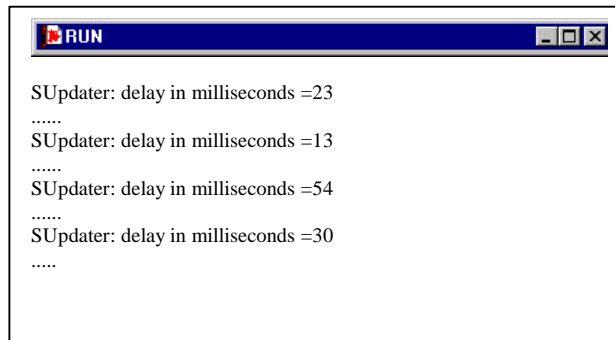 RUN
SUpdater: delay in milliseconds =23
......
SUpdater: delay in milliseconds =13
......
SUpdater: delay in milliseconds =54
......
SUpdater: delay in milliseconds =30
.....